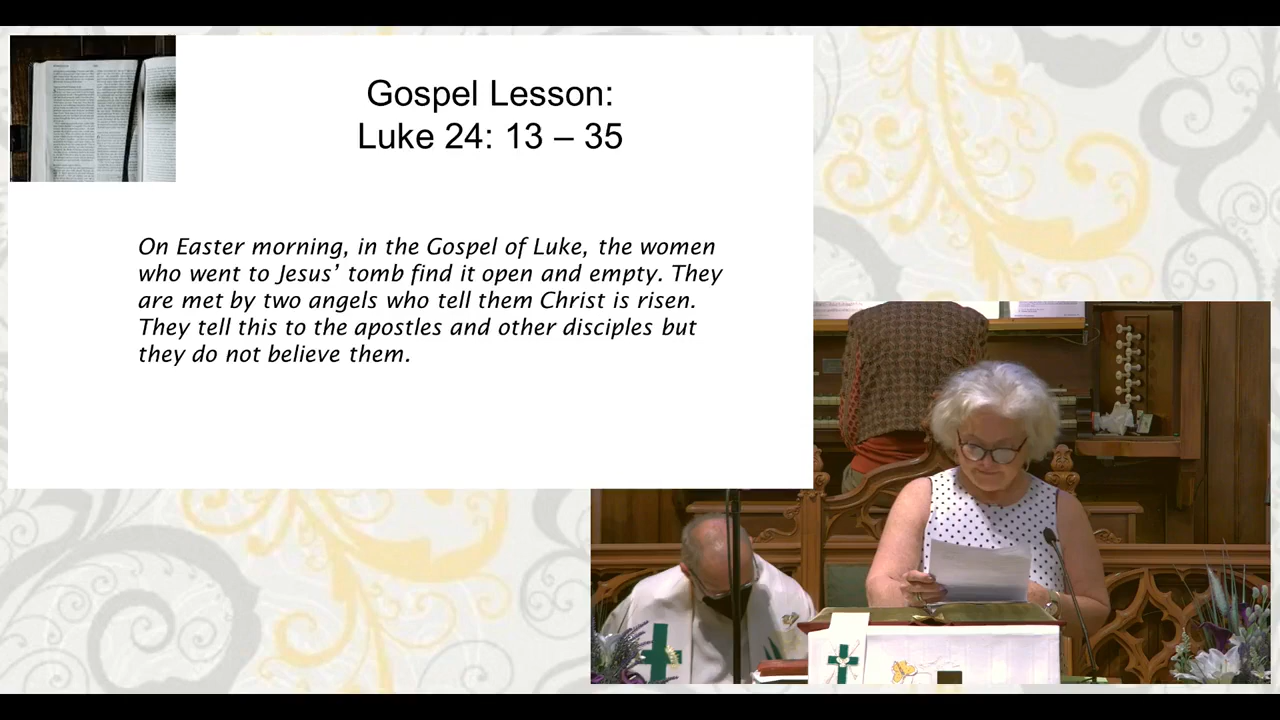 Gospel Lesson:
Luke 24: 13 – 35
On Easter morning, in the Gospel of Luke, the women
who went to Jesus’ tomb find it open and empty. They
are met by two angels who tell them Christ is risen.
They tell this to the apostles and other disciples but
they do not believe them.